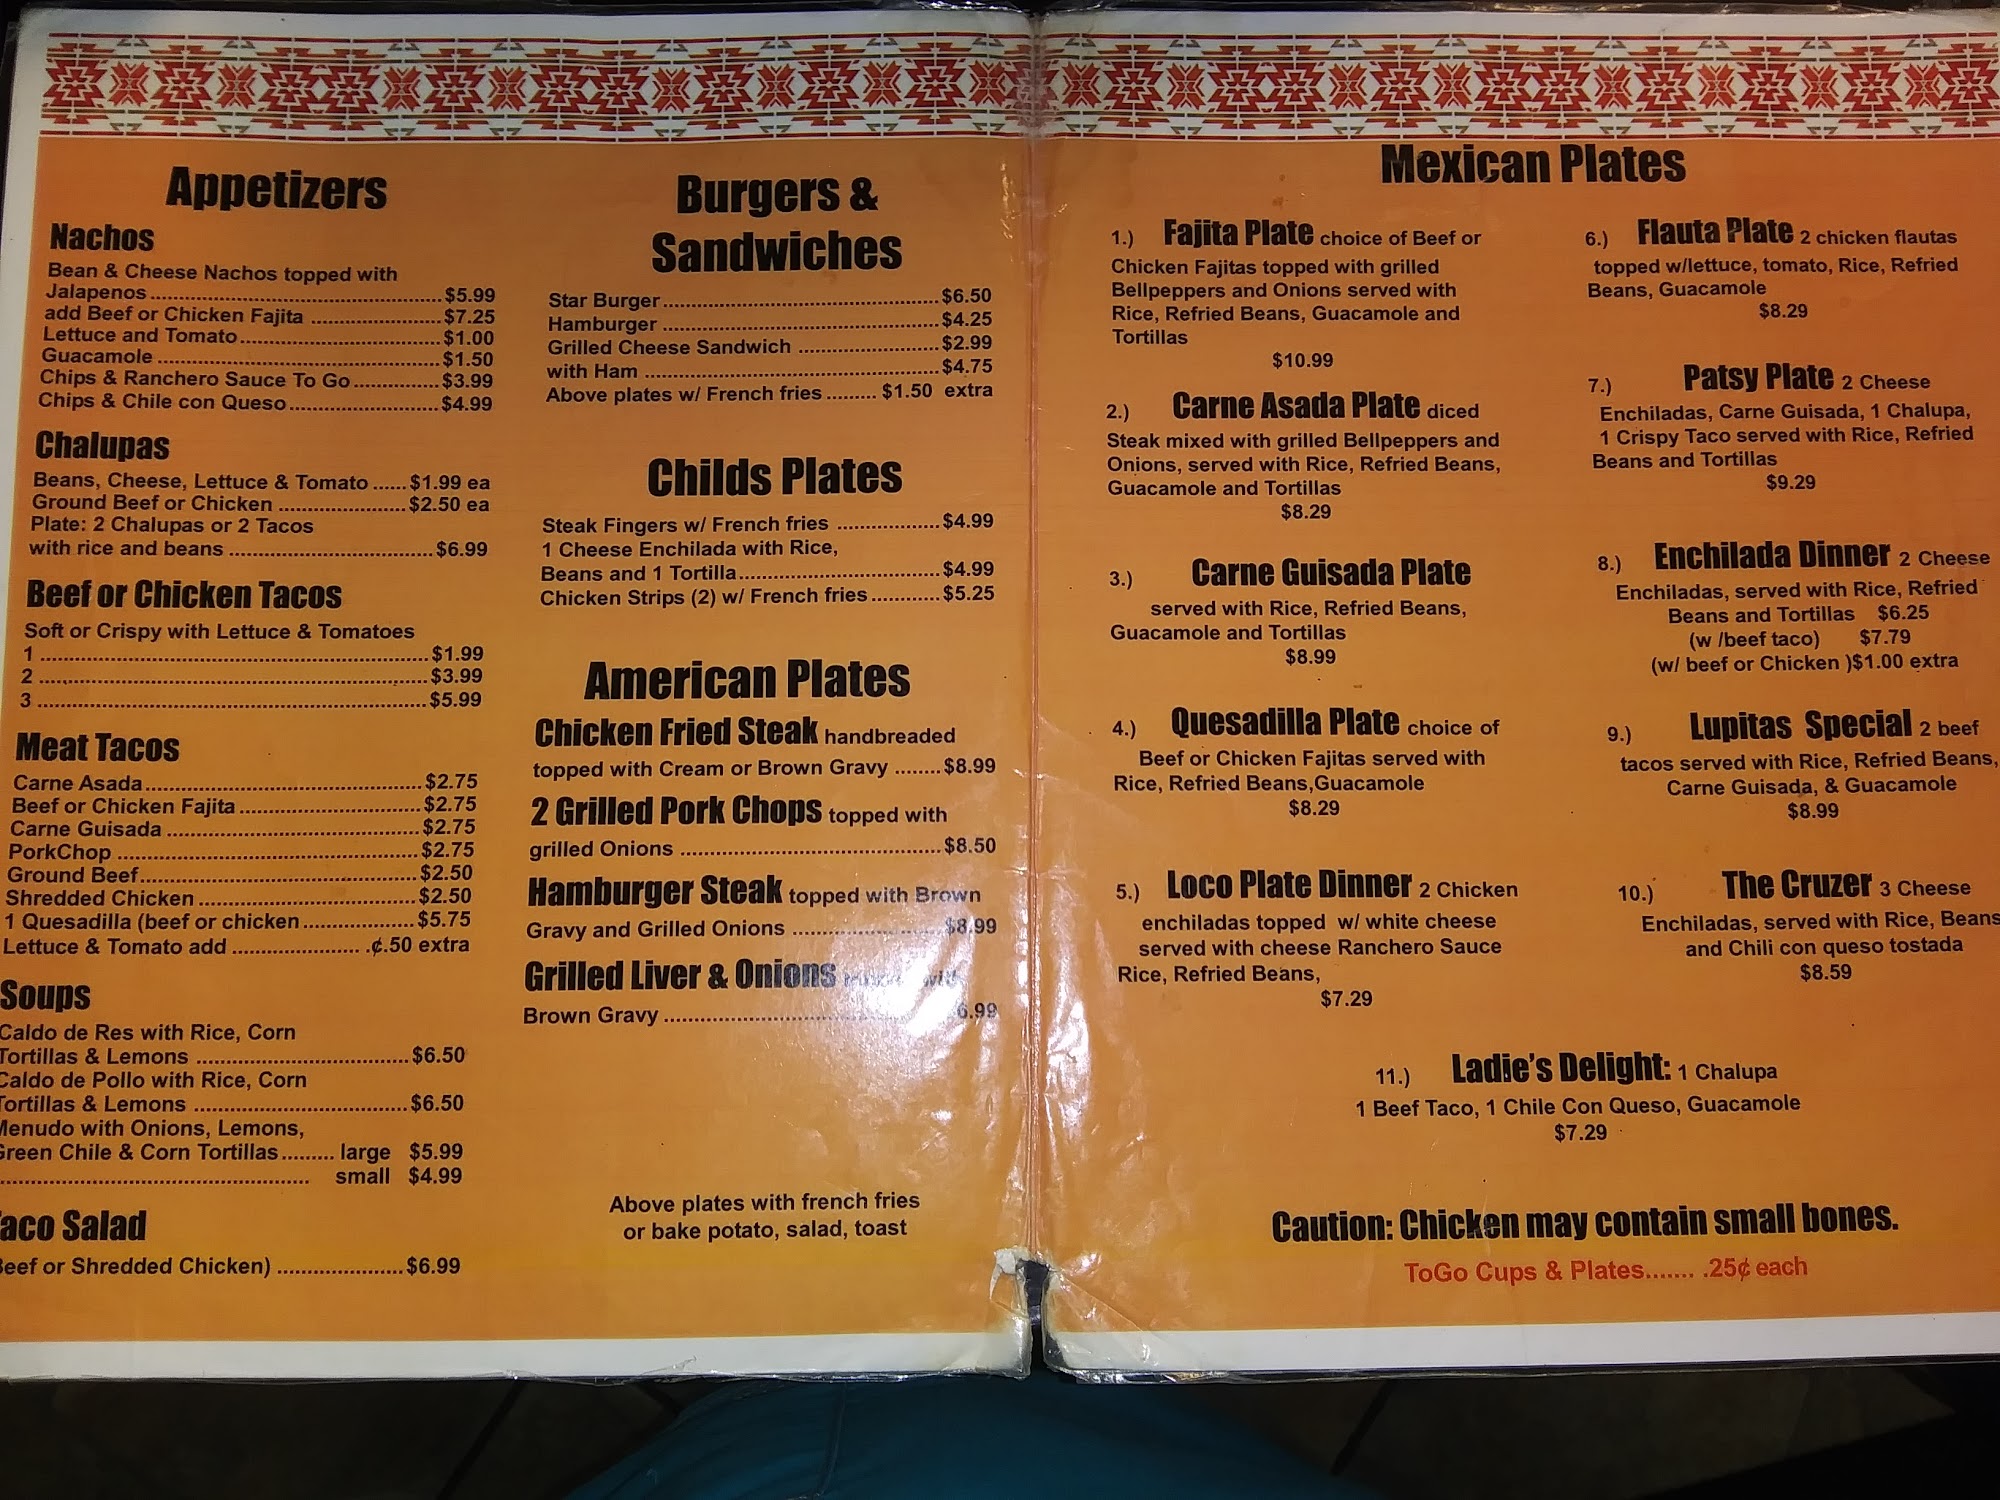 Appetizers
Nachos
Bean & Cheese Nachos topped with
Jalapenos ........ $5.99
add Beef or Chicken Fajita ........ $7.25
Lettuce and Tomato ........ $1.00
Guacamole ........ $1.50
Chips & Ranchero Sauce To Go ........ $3.99
Chips & Chile con Queso ........ $4.99
Chalupas
Beans, Cheese, Lettuce & Tomato ...... $1.99 ea
Ground Beef or Chicken ........ $2.50 ea
Plate: 2 Chalupas or 2 Tacos
with rice and beans ........ $6.99
Beef or Chicken Tacos
Soft or Crispy with Lettuce & Tomatoes
1 ........ $1.99
2 ........ $3.99
3 ........ $5.99
Meat Tacos
Carne Asada ........ $2.75
Beef or Chicken Fajita ........ $2.75
Carne Guisada ........ $2.75
PorkChop ........ $2.75
Ground Beef ........ $2.50
Shredded Chicken ........ $2.50
1 Quesadilla (beef or chicken ........ $5.75
Lettuce & Tomato add ........ .¢.50 extra
Soups
Caldo de Res with Rice, Corn
Tortillas & Lemons ........ $6.50
Caldo de Pollo with Rice, Corn
Tortillas & Lemons ........ $6.50
Menudo with Onions, Lemons,
Green Chile & Corn Tortillas ......... large $5.99
........ small $4.99
aco Salad
Beef or Shredded Chicken) ........ $6.99
Burgers &
Sandwiches
Star Burger ........ $6.50
Hamburger ........ $4.25
Grilled Cheese Sandwich ........ $2.99
with Ham ........ $4.75
Above plates w/ French fries ......... $1.50 extra
Childs Plates
Steak Fingers w/ French fries ........ $4.99
1 Cheese Enchilada with Rice,
Beans and 1 Tortilla ........ $4.99
Chicken Strips (2) w/ French fries ........ $5.25
American Plates
Chicken Fried Steak handbreaded
topped with Cream or Brown Gravy ........ $8.99
2 Grilled Pork Chops topped with
grilled Onions ........ $8.50
Hamburger Steak topped with Brown
Gravy and Grilled Onions ........ $8.99
Grilled Liver & Onions
Brown Gravy ........ 6.99
Above plates with french fries
or bake potato, salad, toast
Mexican Plates
1.) Fajita Plate choice of Beef or
Chicken Fajitas topped with grilled
Bellpeppers and Onions served with
Rice, Refried Beans, Guacamole and
Tortillas
$10.99
2.) Carne Asada Plate diced
Steak mixed with grilled Bellpeppers and
Onions, served with Rice, Refried Beans,
Guacamole and Tortillas
$8.29
3.) Carne Guisada Plate
served with Rice, Refried Beans,
Guacamole and Tortillas
$8.99
4.) Quesadilla Plate choice of
Beef or Chicken Fajitas served with
Rice, Refried Beans,Guacamole
$8.29
5.) Loco Plate Dinner 2 Chicken
enchiladas topped w/ white cheese
served with cheese Ranchero Sauce
Rice, Refried Beans,
$7.29
6.) Flauta Plate 2 chicken flautas
topped w/lettuce, tomato, Rice, Refried
Beans, Guacamole
$8.29
7.) Patsy Plate 2 Cheese
Enchiladas, Carne Guisada, 1 Chalupa,
1 Crispy Taco served with Rice, Refried
Beans and Tortillas
$9.29
8.) Enchilada Dinner 2 Cheese
Enchiladas, served with Rice, Refried
Beans and Tortillas $6.25
(w /beef taco) $7.79
(w/ beef or Chicken )$1.00 extra
9.) Lupitas Special 2 beef
tacos served with Rice, Refried Beans,
Carne Guisada, & Guacamole
$8.99
10.) The Cruzer 3 Cheese
Enchiladas, served with Rice, Beans
and Chili con queso tostada
$8.59
11.) Ladie's Delight: 1 Chalupa
1 Beef Taco, 1 Chile Con Queso, Guacamole
$7.29
Caution: Chicken may contain small bones.
ToGo Cups & Plates....... .25¢ each